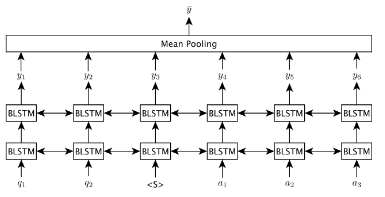 ȳ
Mean Pooling
y₁ y₂ y₃ y₄ y₅ y₆
BLSTM BLSTM BLSTM BLSTM BLSTM BLSTM
BLSTM BLSTM BLSTM BLSTM BLSTM BLSTM
q₁ q₂ <S> a₁ a₂ a₃